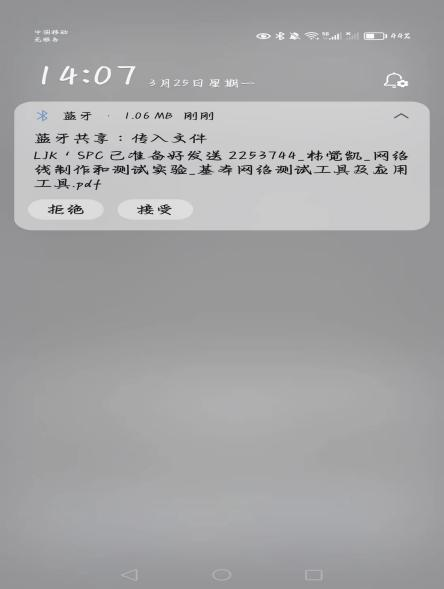 中国移动
无服务
44%
14:07 3月25日星期一
蓝牙 · 1.06 MB 刚刚
蓝牙共享：传入文件
LJK ' SPC 已准备好发送 2253744_林觉凯_网络
线制作和测试实验_基本网络测试工具及应用
工具.pdf
拒绝 接受